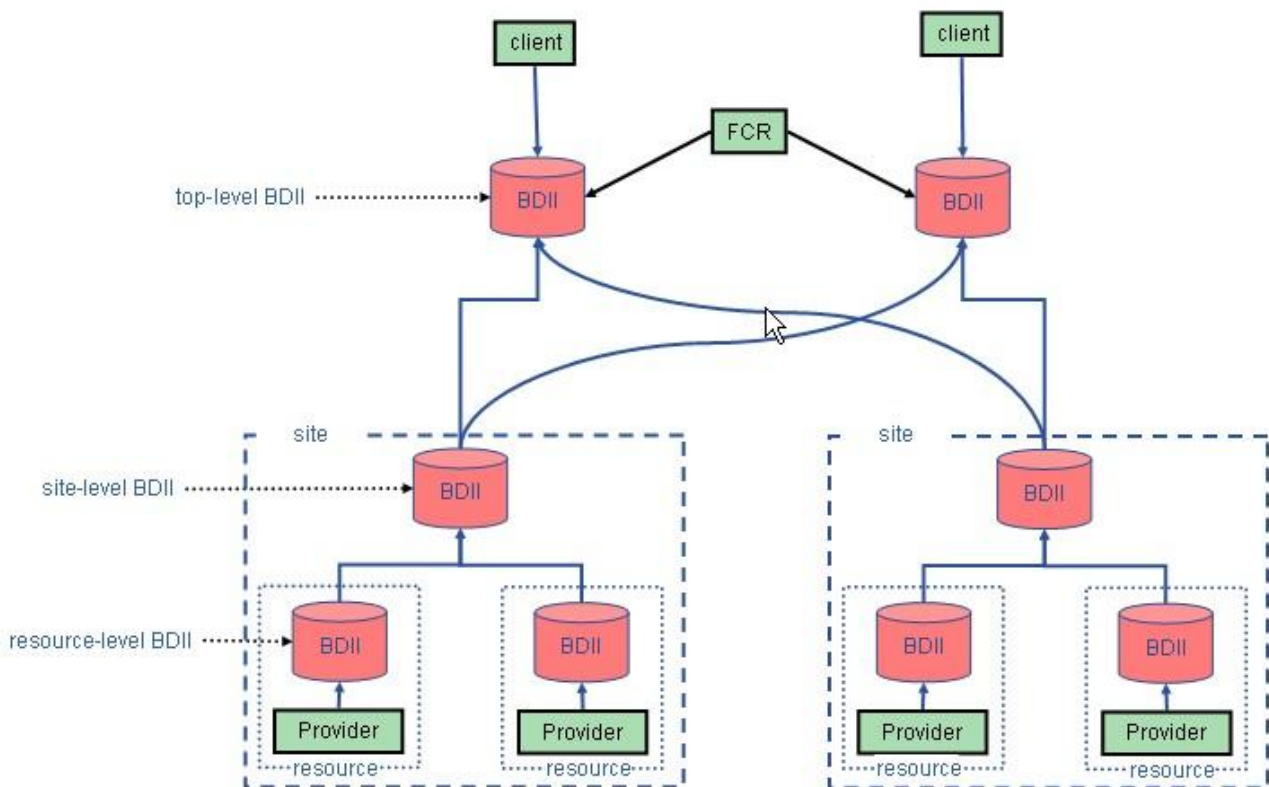 client
client
FCR
BDII
BDII
top-level BDII
site
site
site-level BDII
BDII
BDII
resource-level BDII
BDII
BDII
BDII
BDII
Provider
Provider
Provider
Provider
resource
resource
resource
resource